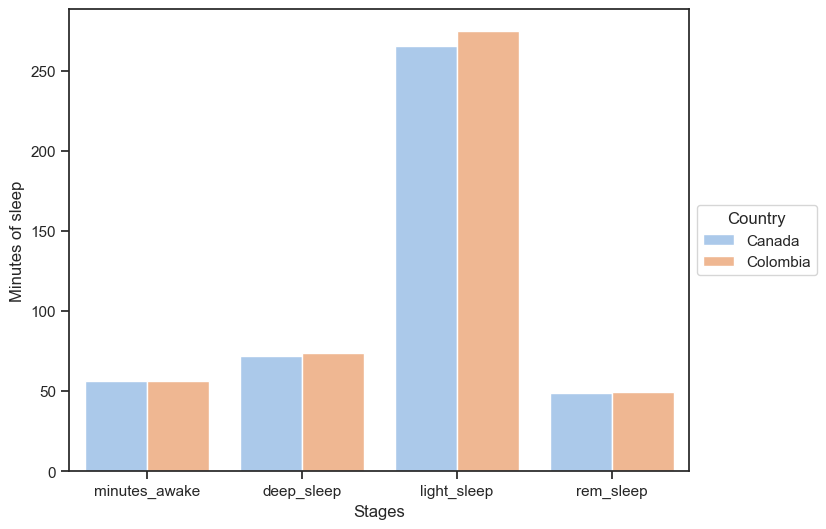 250
200
150
100
50
0
Minutes of sleep
minutes_awake
deep_sleep
light_sleep
rem_sleep
Stages
Country
Canada
Colombia